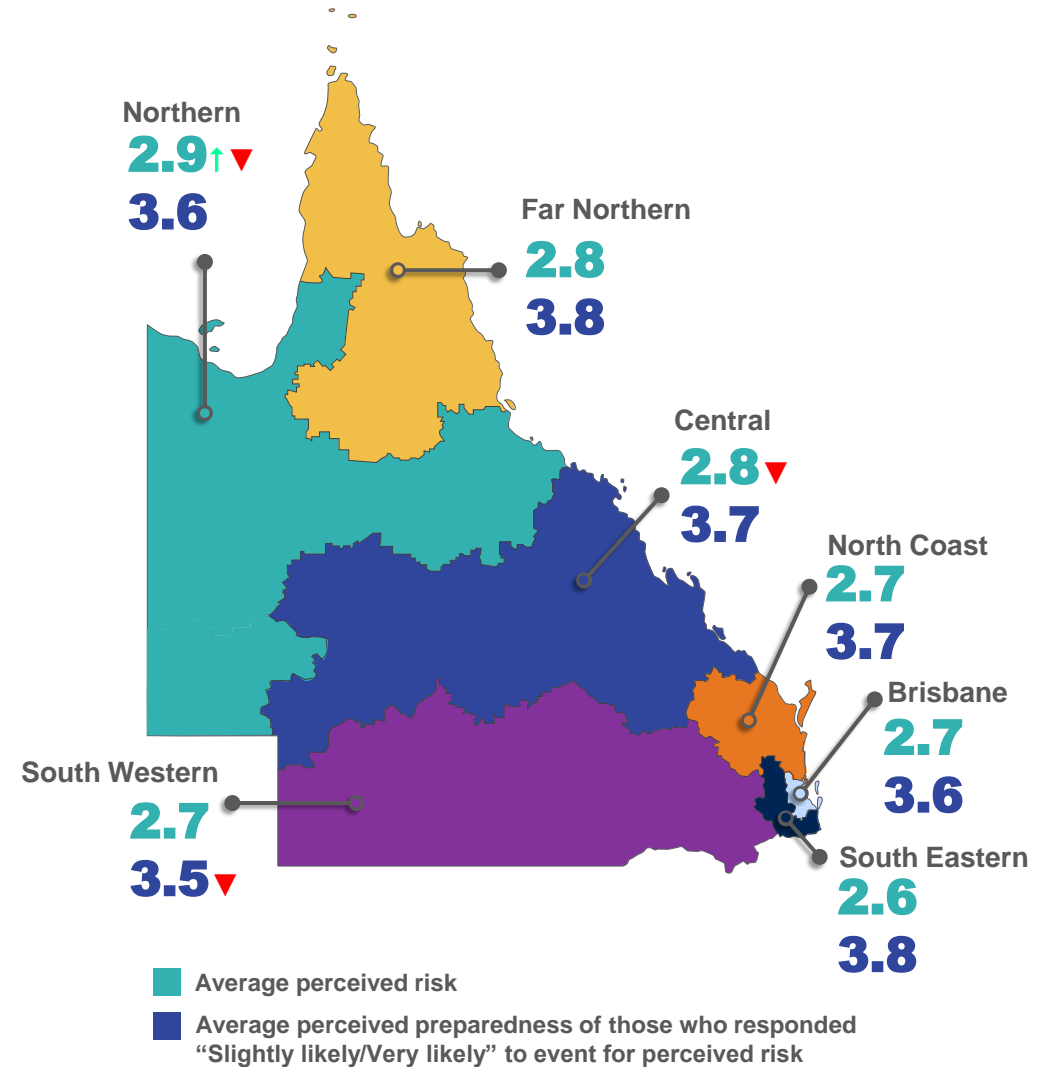 Northern
2.9↑▼
3.6
Far Northern
2.8
3.8
Central
2.8▼
3.7
North Coast
2.7
3.7
Brisbane
2.7
3.6
South Western
2.7
3.5▼
South Eastern
2.6
3.8
Average perceived risk
Average perceived preparedness of those who responded
“Slightly likely/Very likely” to event for perceived risk